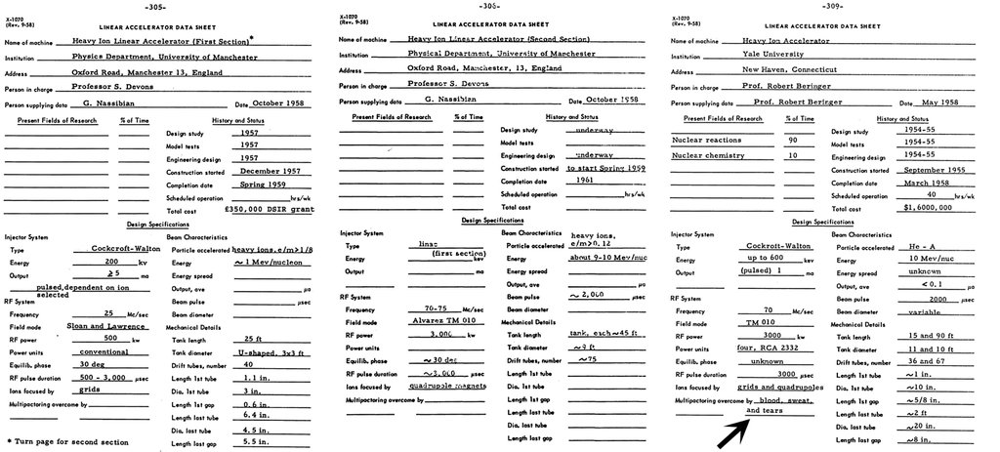 -305-
X-1070
(Rev. 9-58)
LINEAR ACCELERATOR DATA SHEET
Name of machine Heavy Ion Linear Accelerator (First Section)*
Institution Physics Department, University of Manchester
Address Oxford Road, Manchester 13, England
Person in charge Professor S. Devons
Person supplying data G. Nassibian Date October 1958
Present Fields of Research % of Time History and Status
Design study 1957
Model tests 1957
Engineering design 1957
Construction started December 1957
Completion date Spring 1959
Scheduled operation hrs/wk
Total cost £350,000 DSIR grant
Design Specifications
Injector System
Type Cockcroft-Walton
Energy 200 kv
Output ≥5 ma
pulsed,dependent on ion
selected
RF System
Frequency 25 Mc/sec
Field mode Sloan and Lawrence
RF power 500 kw
Power units conventional
Equilib. phase 30 deg
RF pulse duration 500 - 3,000 μsec
Ions focused by grids
Multipactoring overcome by
* Turn page for second section
Beam Characteristics
Particle accelerated heavy ions, e/m>1/8
Energy ~ 1 Mev/nucleon
Energy spread
Output, ave μa
Beam pulse μsec
Beam diameter
Mechanical Details
Tank length 25 ft
Tank diameter U-shaped, 3x3 ft
Drift tubes, number 40
Length 1st tube 1.1 in.
Dia. 1st tube 3 in.
Length 1st gap 0.6 in.
Length last tube 6.4 in.
Dia. last tube 4.5 in.
Length last gap 5.5 in.
-306-
X-1070
(Rev. 9-58)
LINEAR ACCELERATOR DATA SHEET
Name of machine Heavy Ion Linear Accelerator (Second Section)
Institution Physical Department, University of Manchester
Address Oxford Road, Manchester 13, England
Person in charge Professor S. Devons
Person supplying data G. Nassibian Date October 1958
Present Fields of Research % of Time History and Status
Design study underway
Model tests
Engineering design underway
Construction started to start Spring 1959
Completion date 1961
Scheduled operation hrs/wk
Total cost
Design Specifications
Injector System
Type linac
(first section)
Energy kev
Output ma
RF System
Frequency 70-75 Mc/sec
Field mode Alvarez TM 010
RF power 3,000 kw
Power units
Equilib. phase ~ 30 deg
RF pulse duration ~3,000 μsec
Ions focused by quadrupole magnets
Multipactoring overcome by
Beam Characteristics
heavy ions,
Particle accelerated e/m>0.12
Energy about 9-10 Mev/nuc
Energy spread
Output, ave μa
Beam pulse ~ 2,000 μsec
Beam diameter
Mechanical Details
Tank length tank, each ~45 ft
Tank diameter ~ 9 ft
Drift tubes, number ~75
Length 1st tube
Dia. 1st tube
Length 1st gap
Length last tube
Dia. last tube
Length last gap
-309-
X-1070
(Rev. 9-58)
LINEAR ACCELERATOR DATA SHEET
Name of machine Heavy Ion Accelerator
Institution Yale University
Address New Haven, Connecticut
Person in charge Prof. Robert Beringer
Person supplying data Prof. Robert Beringer Date May 1958
Present Fields of Research % of Time History and Status
Nuclear reactions 90
Nuclear chemistry 10
Design study 1954-55
Model tests 1954-55
Engineering design 1954-55
Construction started September 1955
Completion date March 1958
Scheduled operation 40 hrs/wk
Total cost $1,6000,000
Design Specifications
Injector System
Type Cockroft-Walton
Energy up to 600 kv
Output (pulsed) 1 ma
RF System
Frequency 70 Mc/sec
Field mode TM 010
RF power 3000 kw
Power units four, RCA 2332
Equilib. phase unknown
RF pulse duration 3000 μsec
Ions focused by grids and quadrupoles
Multipactoring overcome by blood, sweat,
and tears
Beam Characteristics
Particle accelerated He - A
Energy 10 Mev/nuc
Energy spread unknown
Output, ave <0.1 μa
Beam pulse 2000 μsec
Beam diameter variable
Mechanical Details
Tank length 15 and 90 ft
Tank diameter 11 and 10 ft
Drift tubes, number 36 and 67
Length 1st tube ~1 in.
Dia. 1st tube ~10 in.
Length 1st gap ~5/8 in.
Length last tube ~2 ft
Dia. last tube ~20 in.
Length last gap ~8 in.